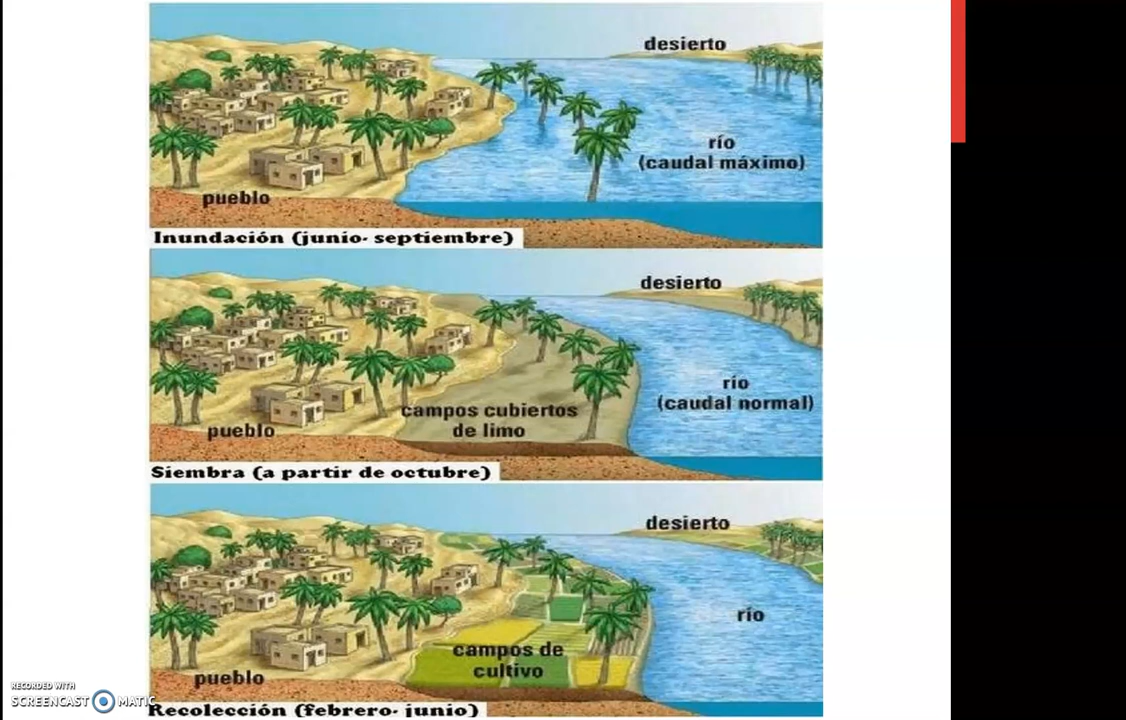 desierto
río
(caudal máximo)
pueblo
Inundación (junio- septiembre)
desierto
río
(caudal normal)
campos cubiertos
de limo
pueblo
Siembra (a partir de octubre)
desierto
río
campos de
cultivo
pueblo
RECORDED WITH
SCREENCAST MATIC
Recolección (febrero- junio)